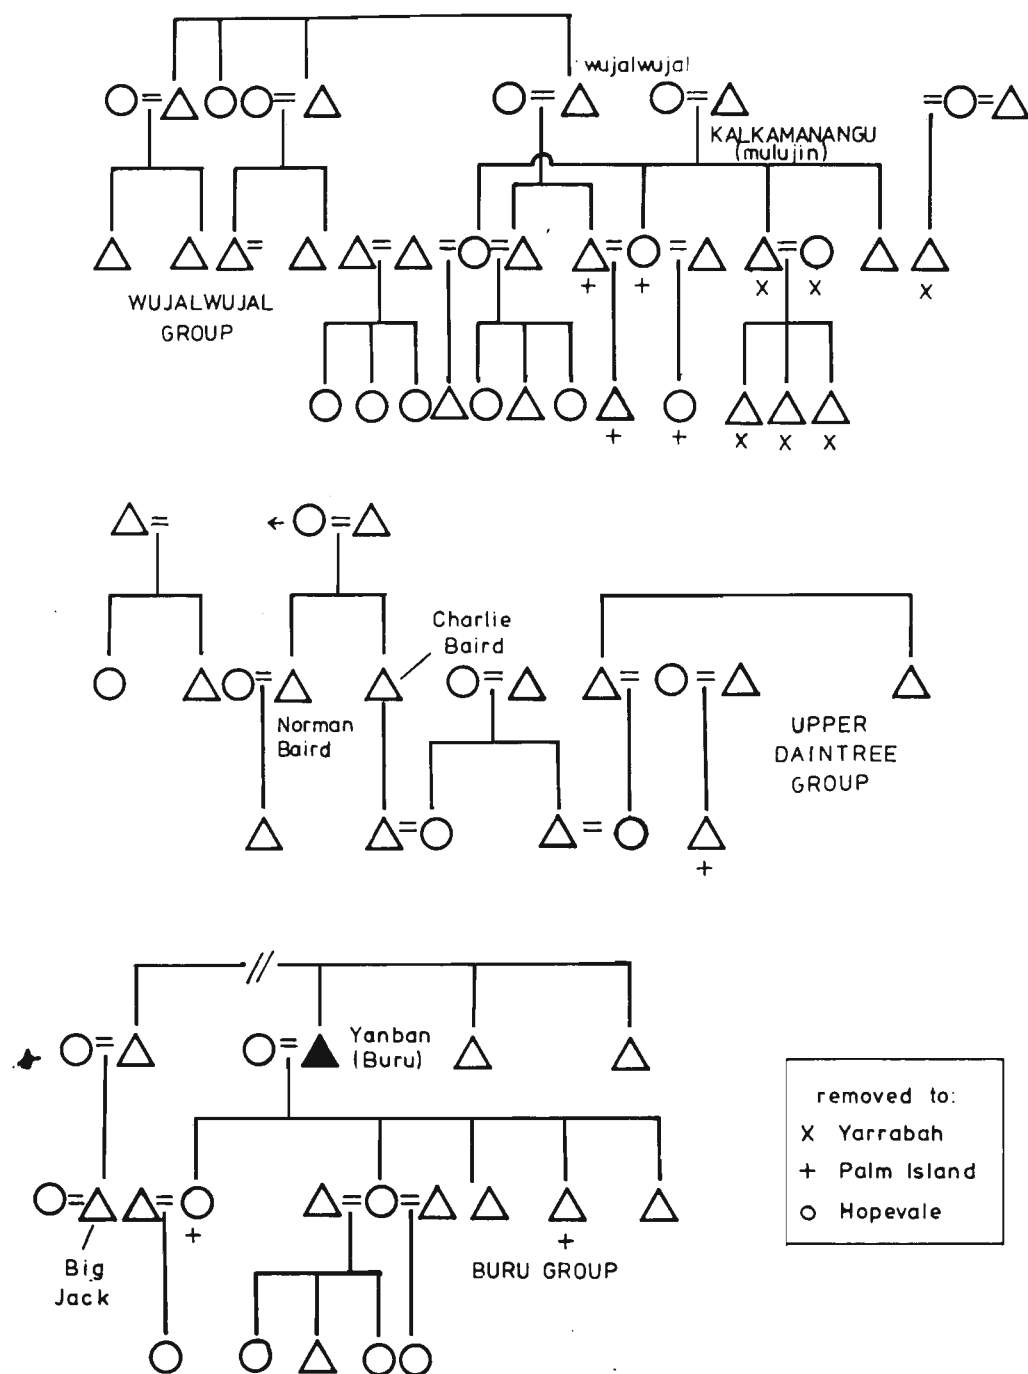 wujalwujal
KALKAMANANGU
(mulujin)
WUJALWUJAL
GROUP
Charlie
Baird
Norman
Baird
UPPER
DAINTREE
GROUP
Yanban
(Buru)
removed to:
X Yarrabah
+ Palm Island
O Hopevale
Big
Jack
BURU GROUP